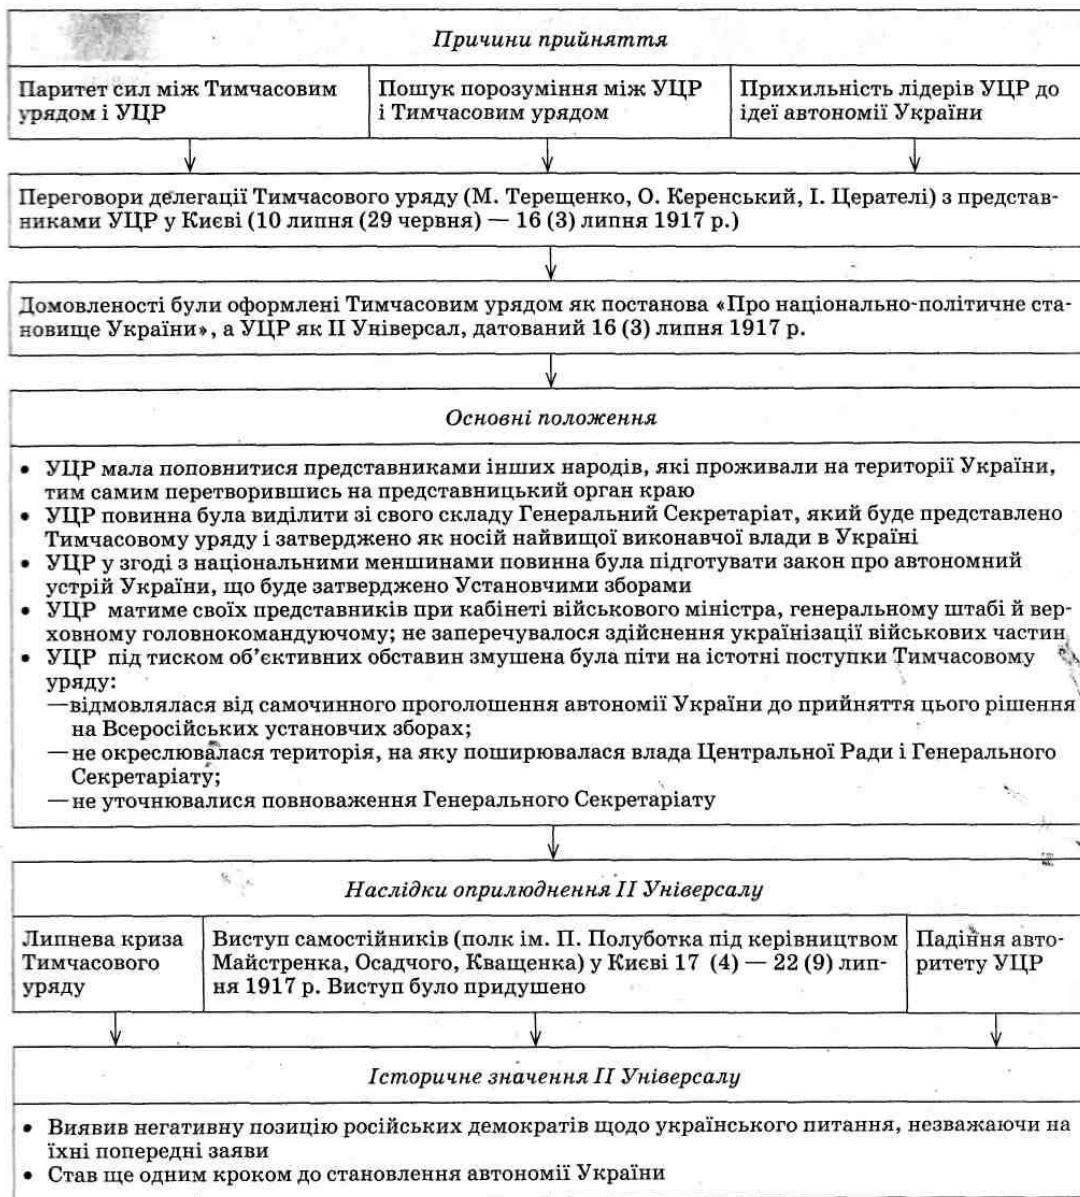 Причини прийняття
Паритет сил між Тимчасовим
урядом і УЦР
Пошук порозуміння між УЦР
і Тимчасовим урядом
Прихильність лідерів УЦР до
ідеї автономії України
Переговори делегації Тимчасового уряду (М. Терещенко, О. Керенський, І. Церателі) з представ-
никами УЦР у Києві (10 липня (29 червня) — 16 (3) липня 1917 р.)
Домовленості були оформлені Тимчасовим урядом як постанова «Про національно-політичне ста-
новище України», а УЦР як II Універсал, датований 16 (3) липня 1917 р.
Основні положення
• УЦР мала поповнитися представниками інших народів, які проживали на території України,
тим самим перетворившись на представницький орган краю
• УЦР повинна була виділити зі свого складу Генеральний Секретаріат, який буде представлено
Тимчасовому уряду і затверджено як носій найвищої виконавчої влади в Україні
• УЦР у згоді з національними меншинами повинна була підготувати закон про автономний
устрій України, що буде затверджено Установчими зборами
• УЦР матиме своїх представників при кабінеті військового міністра, генеральному штабі й вер-
ховному головнокомандуючому; не заперечувалося здійснення українізації військових частин
• УЦР під тиском об’єктивних обставин змушена була піти на істотні поступки Тимчасовому
уряду:
—відмовлялася від самочинного проголошення автономії України до прийняття цього рішення
на Всеросійських установчих зборах;
—не окреслювалася територія, на яку поширювалася влада Центральної Ради і Генерального
Секретаріату;
—не уточнювалися повноваження Генерального Секретаріату
Наслідки оприлюднення II Універсалу
Липнева криза
Тимчасового
уряду
Виступ самостійників (полк ім. П. Полуботка під керівництвом
Майстренка, Осадчого, Кващенка) у Києві 17 (4) — 22 (9) лип-
ня 1917 р. Виступ було придушено
Падіння авто-
ритету УЦР
Історичне значення II Універсалу
• Виявив негативну позицію російських демократів щодо українського питання, незважаючи на
їхні попередні заяви
• Став ще одним кроком до становлення автономії України